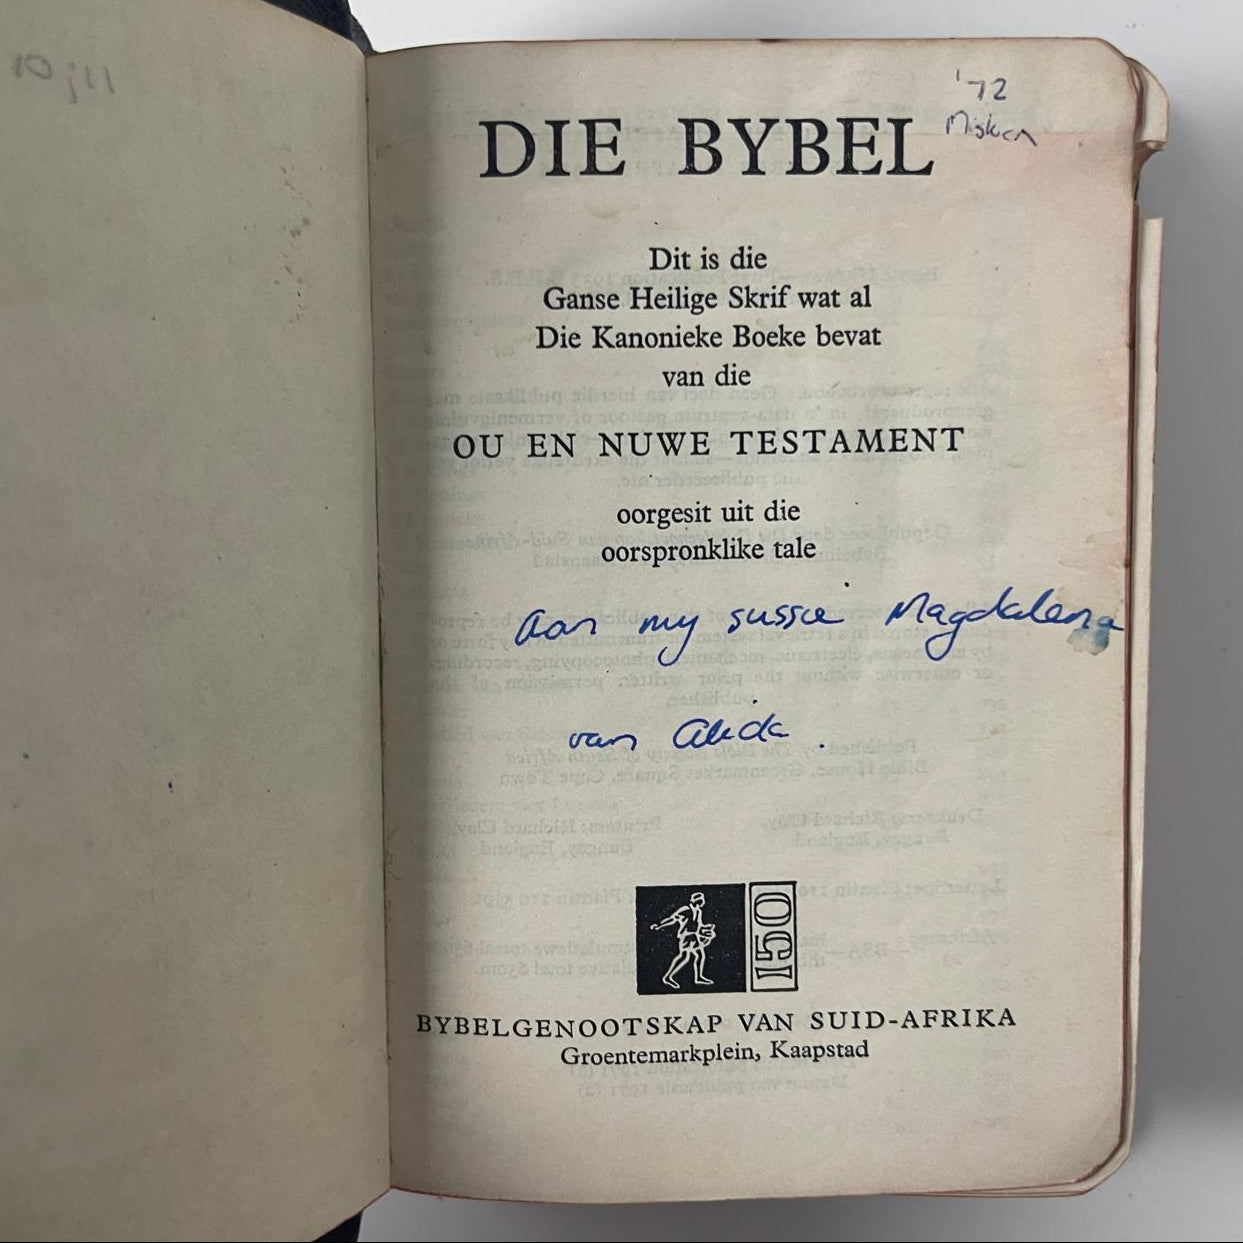 '72
DIE BYBEL
Dit is die
Ganse Heilige Skrif wat al
Die Kanonieke Boeke bevat
van die
OU EN NUWE TESTAMENT
oorgesit uit die
oorspronklike tale
Aan my sussie Magdalena
van Alida.
150
BYBELGENOOTSKAP VAN SUID-AFRIKA
Groentemarkplein, Kaapstad